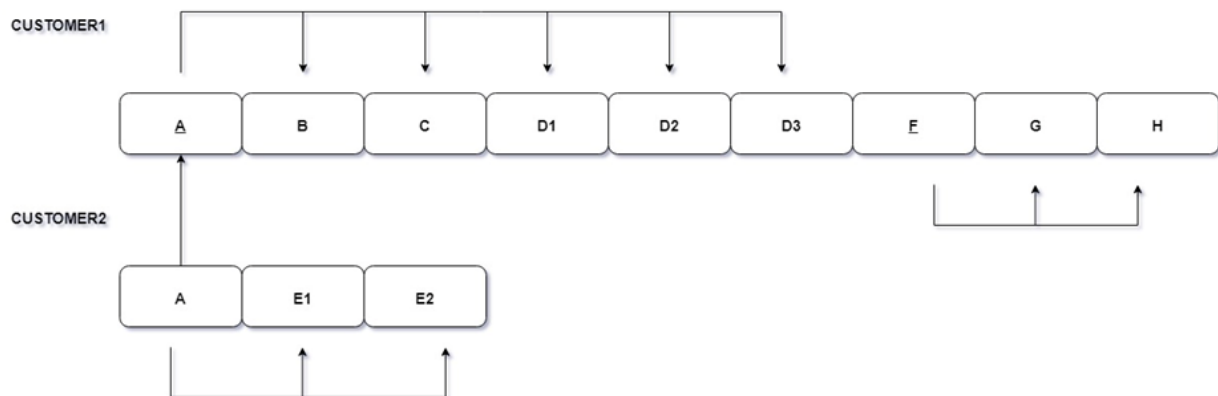 CUSTOMER1
A B C D1 D2 D3 F G H
CUSTOMER2
A E1 E2